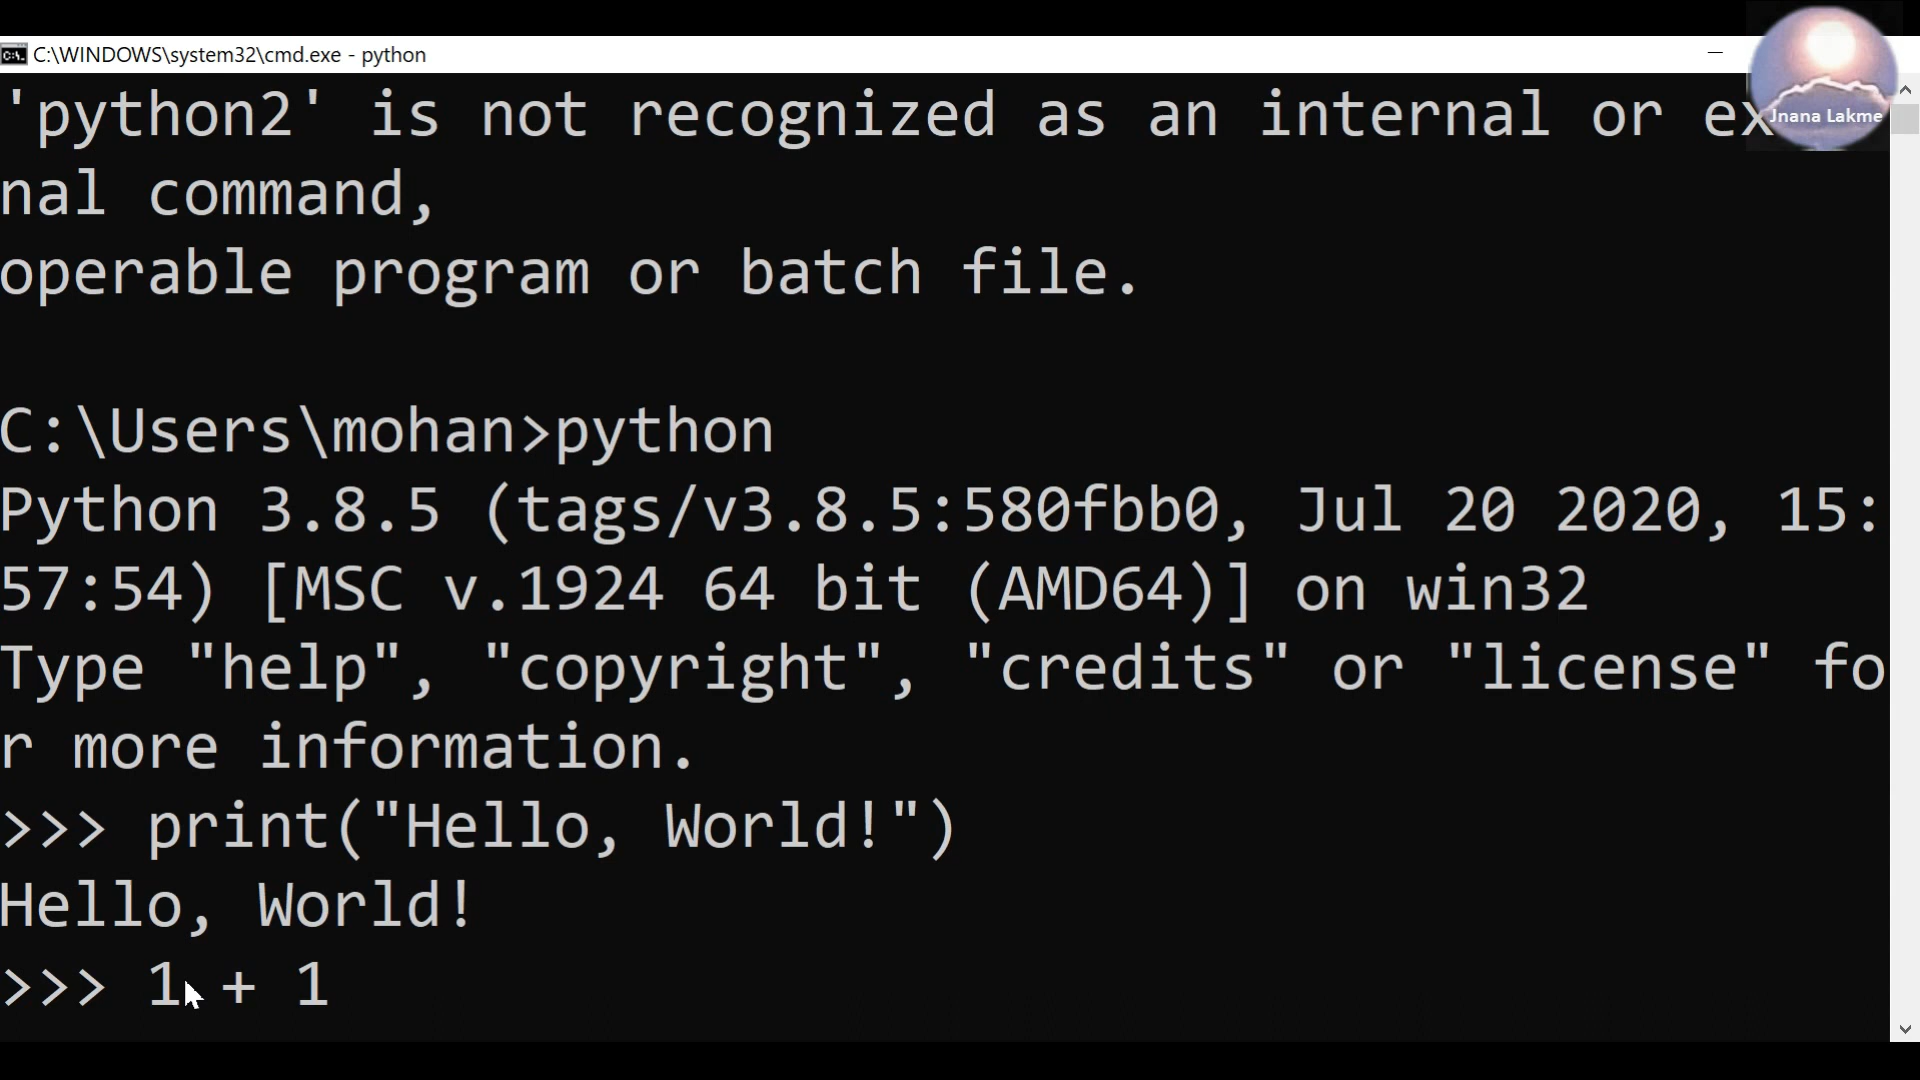 C:\WINDOWS\system32\cmd.exe - python
Jnana Lakme
'python2' is not recognized as an internal or ex
nal command,
operable program or batch file.
C:\Users\mohan>python
Python 3.8.5 (tags/v3.8.5:580fbb0, Jul 20 2020, 15:
57:54) [MSC v.1924 64 bit (AMD64)] on win32
Type "help", "copyright", "credits" or "license" fo
r more information.
>>> print("Hello, World!")
Hello, World!
>>> 1 + 1